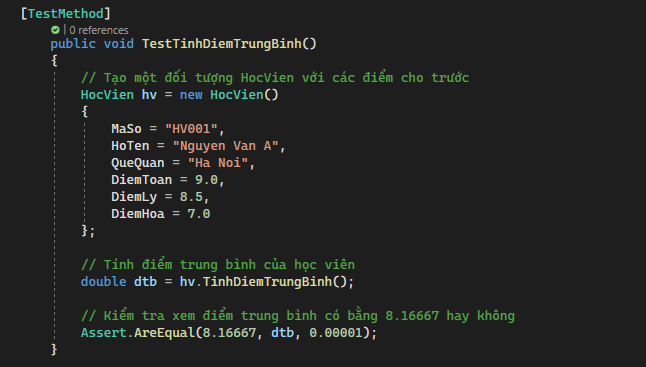 [TestMethod]
| 0 references
public void TestTinhDiemTrungBinh()
{
// Tạo một đối tượng HocVien với các điểm cho trước
HocVien hv = new HocVien()
{
MaSo = "HV001",
HoTen = "Nguyen Van A",
QueQuan = "Ha Noi",
DiemToan = 9.0,
DiemLy = 8.5,
DiemHoa = 7.0
};
// Tính điểm trung bình của học viên
double dtb = hv.TinhDiemTrungBinh();
// Kiểm tra xem điểm trung bình có bằng 8.16667 hay không
Assert.AreEqual(8.16667, dtb, 0.00001);
}